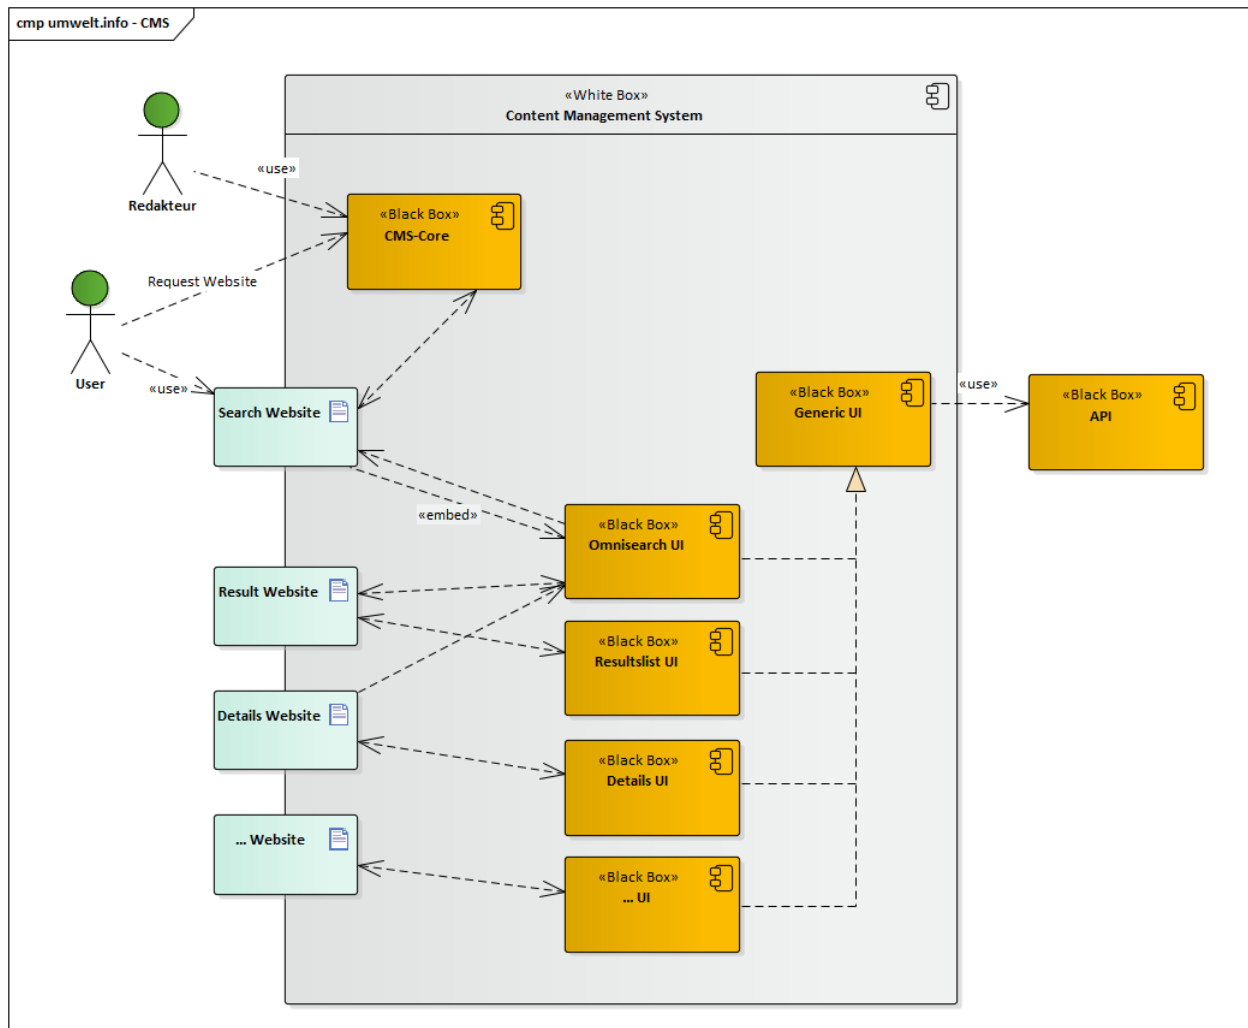 cmp umwelt.info - CMS
«White Box»
Content Management System
Redakteur
«use»
«Black Box»
CMS-Core
Request Website
User
«use»
Search Website
«Black Box»
Generic UI
«use»
«Black Box»
API
«embed»
«Black Box»
Omnisearch UI
Result Website
«Black Box»
Resultslist UI
Details Website
«Black Box»
Details UI
... Website
«Black Box»
... UI